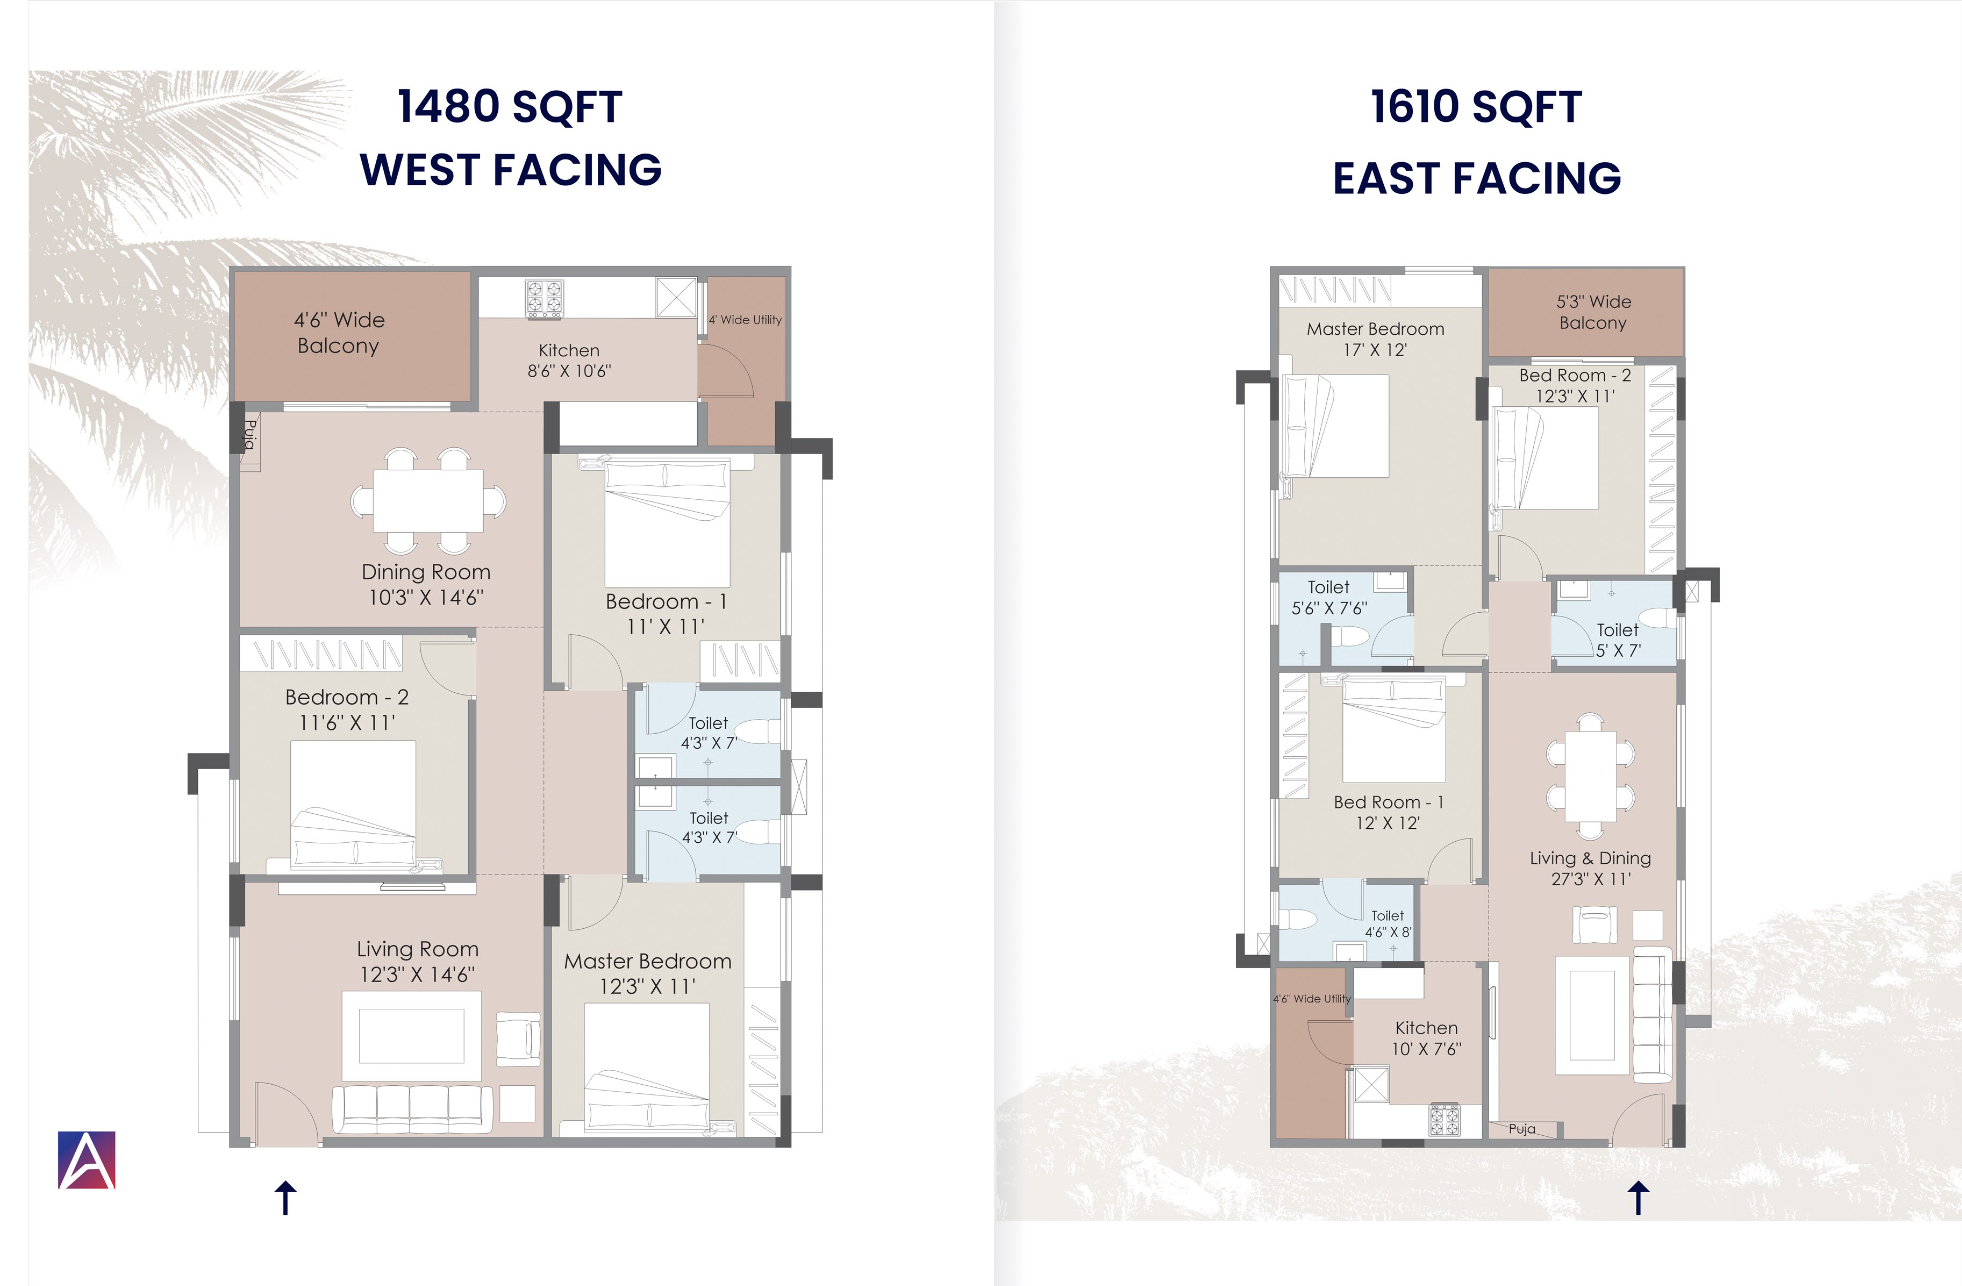 1480 SQFT
WEST FACING
4'6" Wide
Balcony
4' Wide Utility
Kitchen
8'6" X 10'6"
Puja
Dining Room
10'3" X 14'6"
Bedroom - 1
11' X 11'
Bedroom - 2
11'6" X 11'
Toilet
4'3" X 7'
Toilet
4'3" X 7'
Living Room
12'3" X 14'6"
Master Bedroom
12'3" X 11'
1610 SQFT
EAST FACING
5'3" Wide
Balcony
Master Bedroom
17' X 12'
Bed Room - 2
12'3" X 11'
Toilet
5'6" X 7'6"
Toilet
5' X 7'
Bed Room - 1
12' X 12'
Living & Dining
27'3" X 11'
Toilet
4'6" X 8'
4'6" Wide Utility
Kitchen
10' X 7'6"
Puja